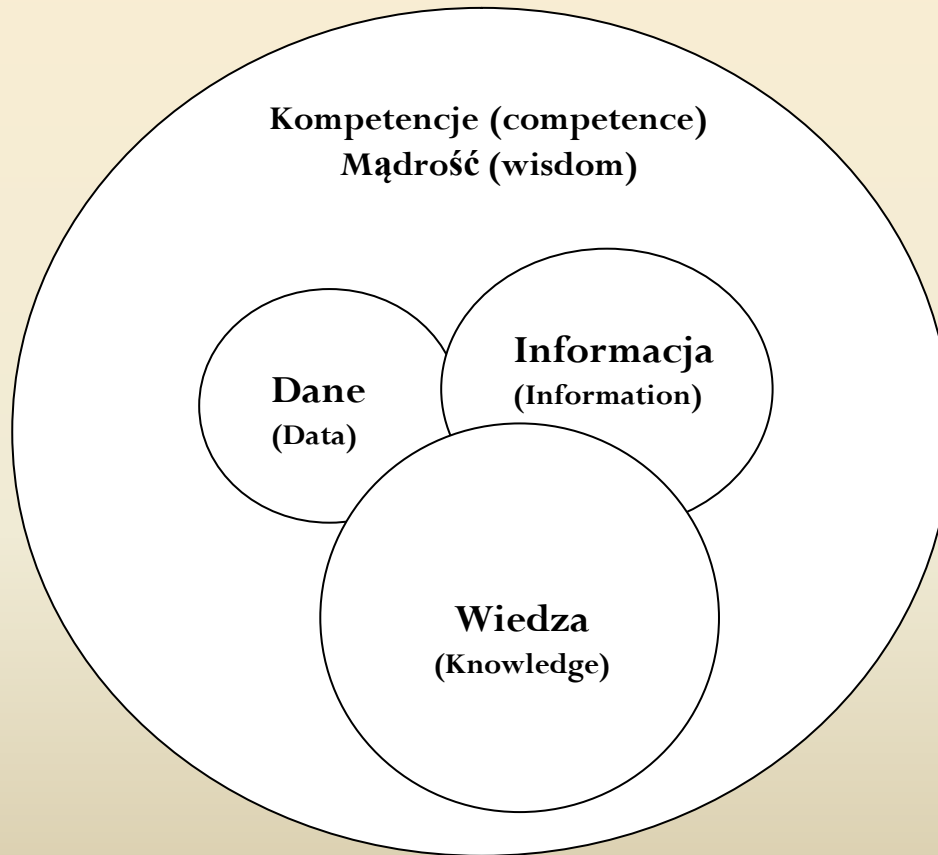 Kompetencje (competence)
Mądrość (wisdom)
Informacja
(Information)
Dane
(Data)
Wiedza
(Knowledge)